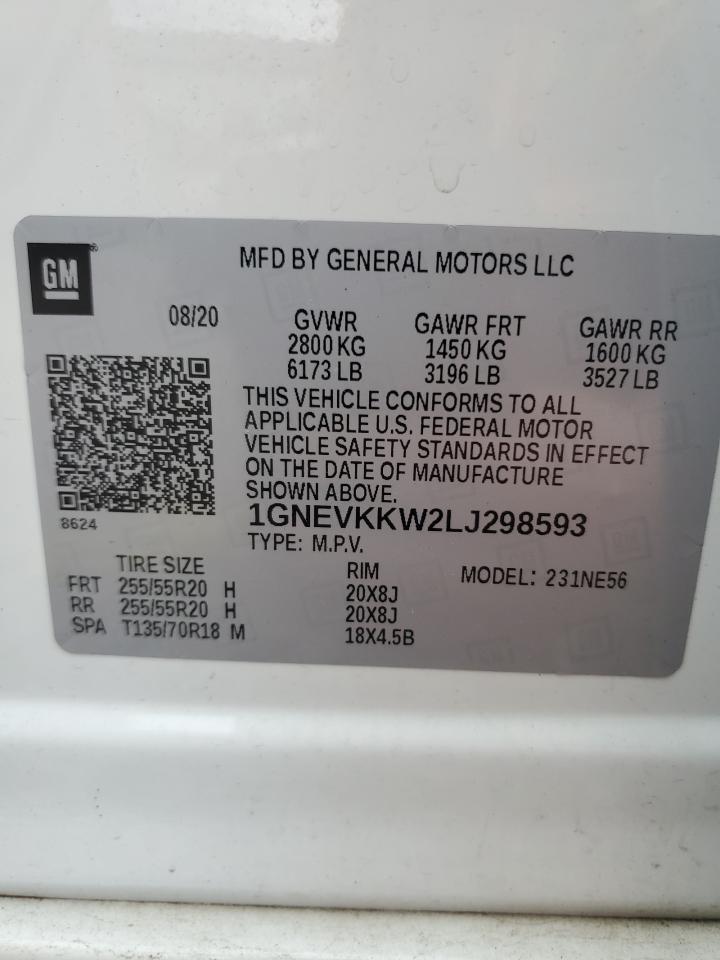 GM
MFD BY GENERAL MOTORS LLC
08/20 GVWR GAWR FRT GAWR RR
2800 KG 1450 KG 1600 KG
6173 LB 3196 LB 3527 LB
THIS VEHICLE CONFORMS TO ALL
APPLICABLE U.S. FEDERAL MOTOR
VEHICLE SAFETY STANDARDS IN EFFECT
ON THE DATE OF MANUFACTURE
SHOWN ABOVE.
8624
1GNEVKKW2LJ298593
TYPE: M.P.V.
TIRE SIZE RIM MODEL: 231NE56
FRT 255/55R20 H 20X8J
RR 255/55R20 H 20X8J
SPA T135/70R18 M 18X4.5B